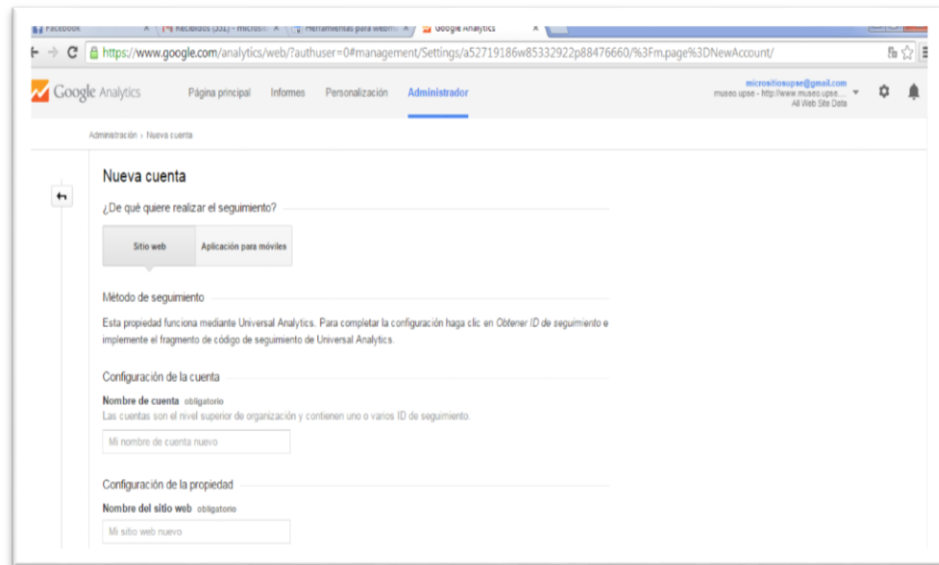 Facebook Recibidos (551) - microsit Herramientas para webm Google Analytics
https://www.google.com/analytics/web/?authuser=0#management/Settings/a52719186w85332922p88476660/%3Fm.page%3DNewAccount/
Google Analytics Página principal Informes Personalización Administrador
micrositiosupse@gmail.com
museo upse - http://www.museo.upse....
All Web Site Data
Administración › Nueva cuenta
Nueva cuenta
¿De qué quiere realizar el seguimiento?
Sitio web Aplicación para móviles
Método de seguimiento
Esta propiedad funciona mediante Universal Analytics. Para completar la configuración haga clic en Obtener ID de seguimiento e
implemente el fragmento de código de seguimiento de Universal Analytics.
Configuración de la cuenta
Nombre de cuenta obligatorio
Las cuentas son el nivel superior de organización y contienen uno o varios ID de seguimiento.
Mi nombre de cuenta nuevo
Configuración de la propiedad
Nombre del sitio web obligatorio
Mi sitio web nuevo